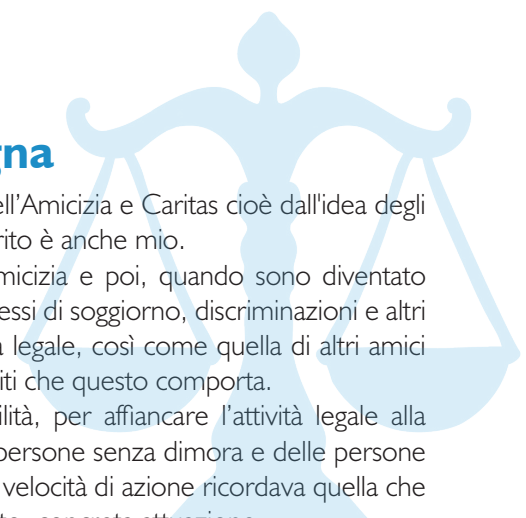 gna
ell'Amicizia e Caritas cioè dall'idea degli
rito è anche mio.
micizia e poi, quando sono diventato
essi di soggiorno, discriminazioni e altri
a legale, così come quella di altri amici
iti che questo comporta.
ilità, per affiancare l'attività legale alla
persone senza dimora e delle persone
velocità di azione ricordava quella che
concreta attuazione